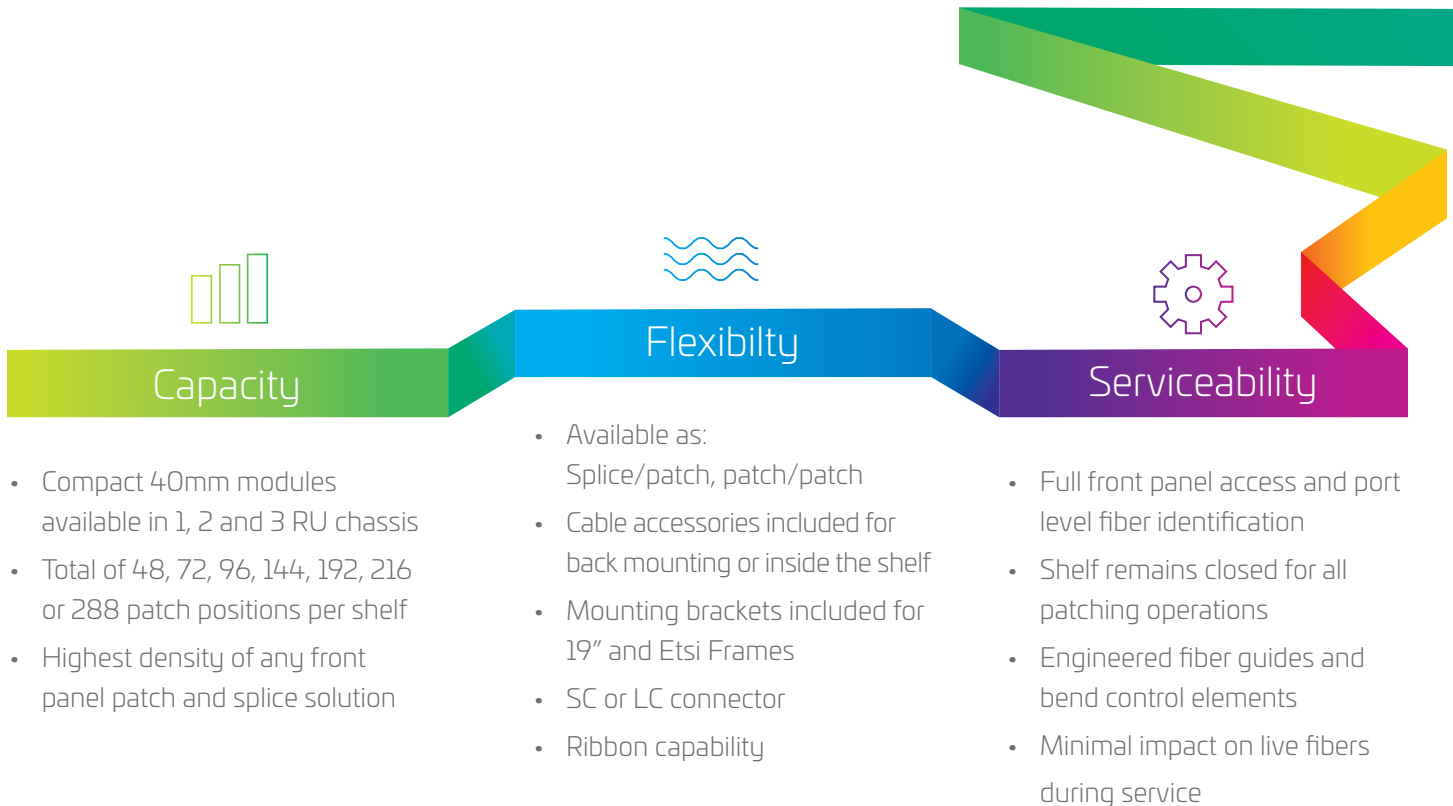 Capacity
• Compact 40mm modules
available in 1, 2 and 3 RU chassis
• Total of 48, 72, 96, 144, 192, 216
or 288 patch positions per shelf
• Highest density of any front
panel patch and splice solution
Flexibilty
• Available as:
Splice/patch, patch/patch
• Cable accessories included for
back mounting or inside the shelf
• Mounting brackets included for
19” and Etsi Frames
• SC or LC connector
• Ribbon capability
Serviceability
• Full front panel access and port
level fiber identification
• Shelf remains closed for all
patching operations
• Engineered fiber guides and
bend control elements
• Minimal impact on live fibers
during service